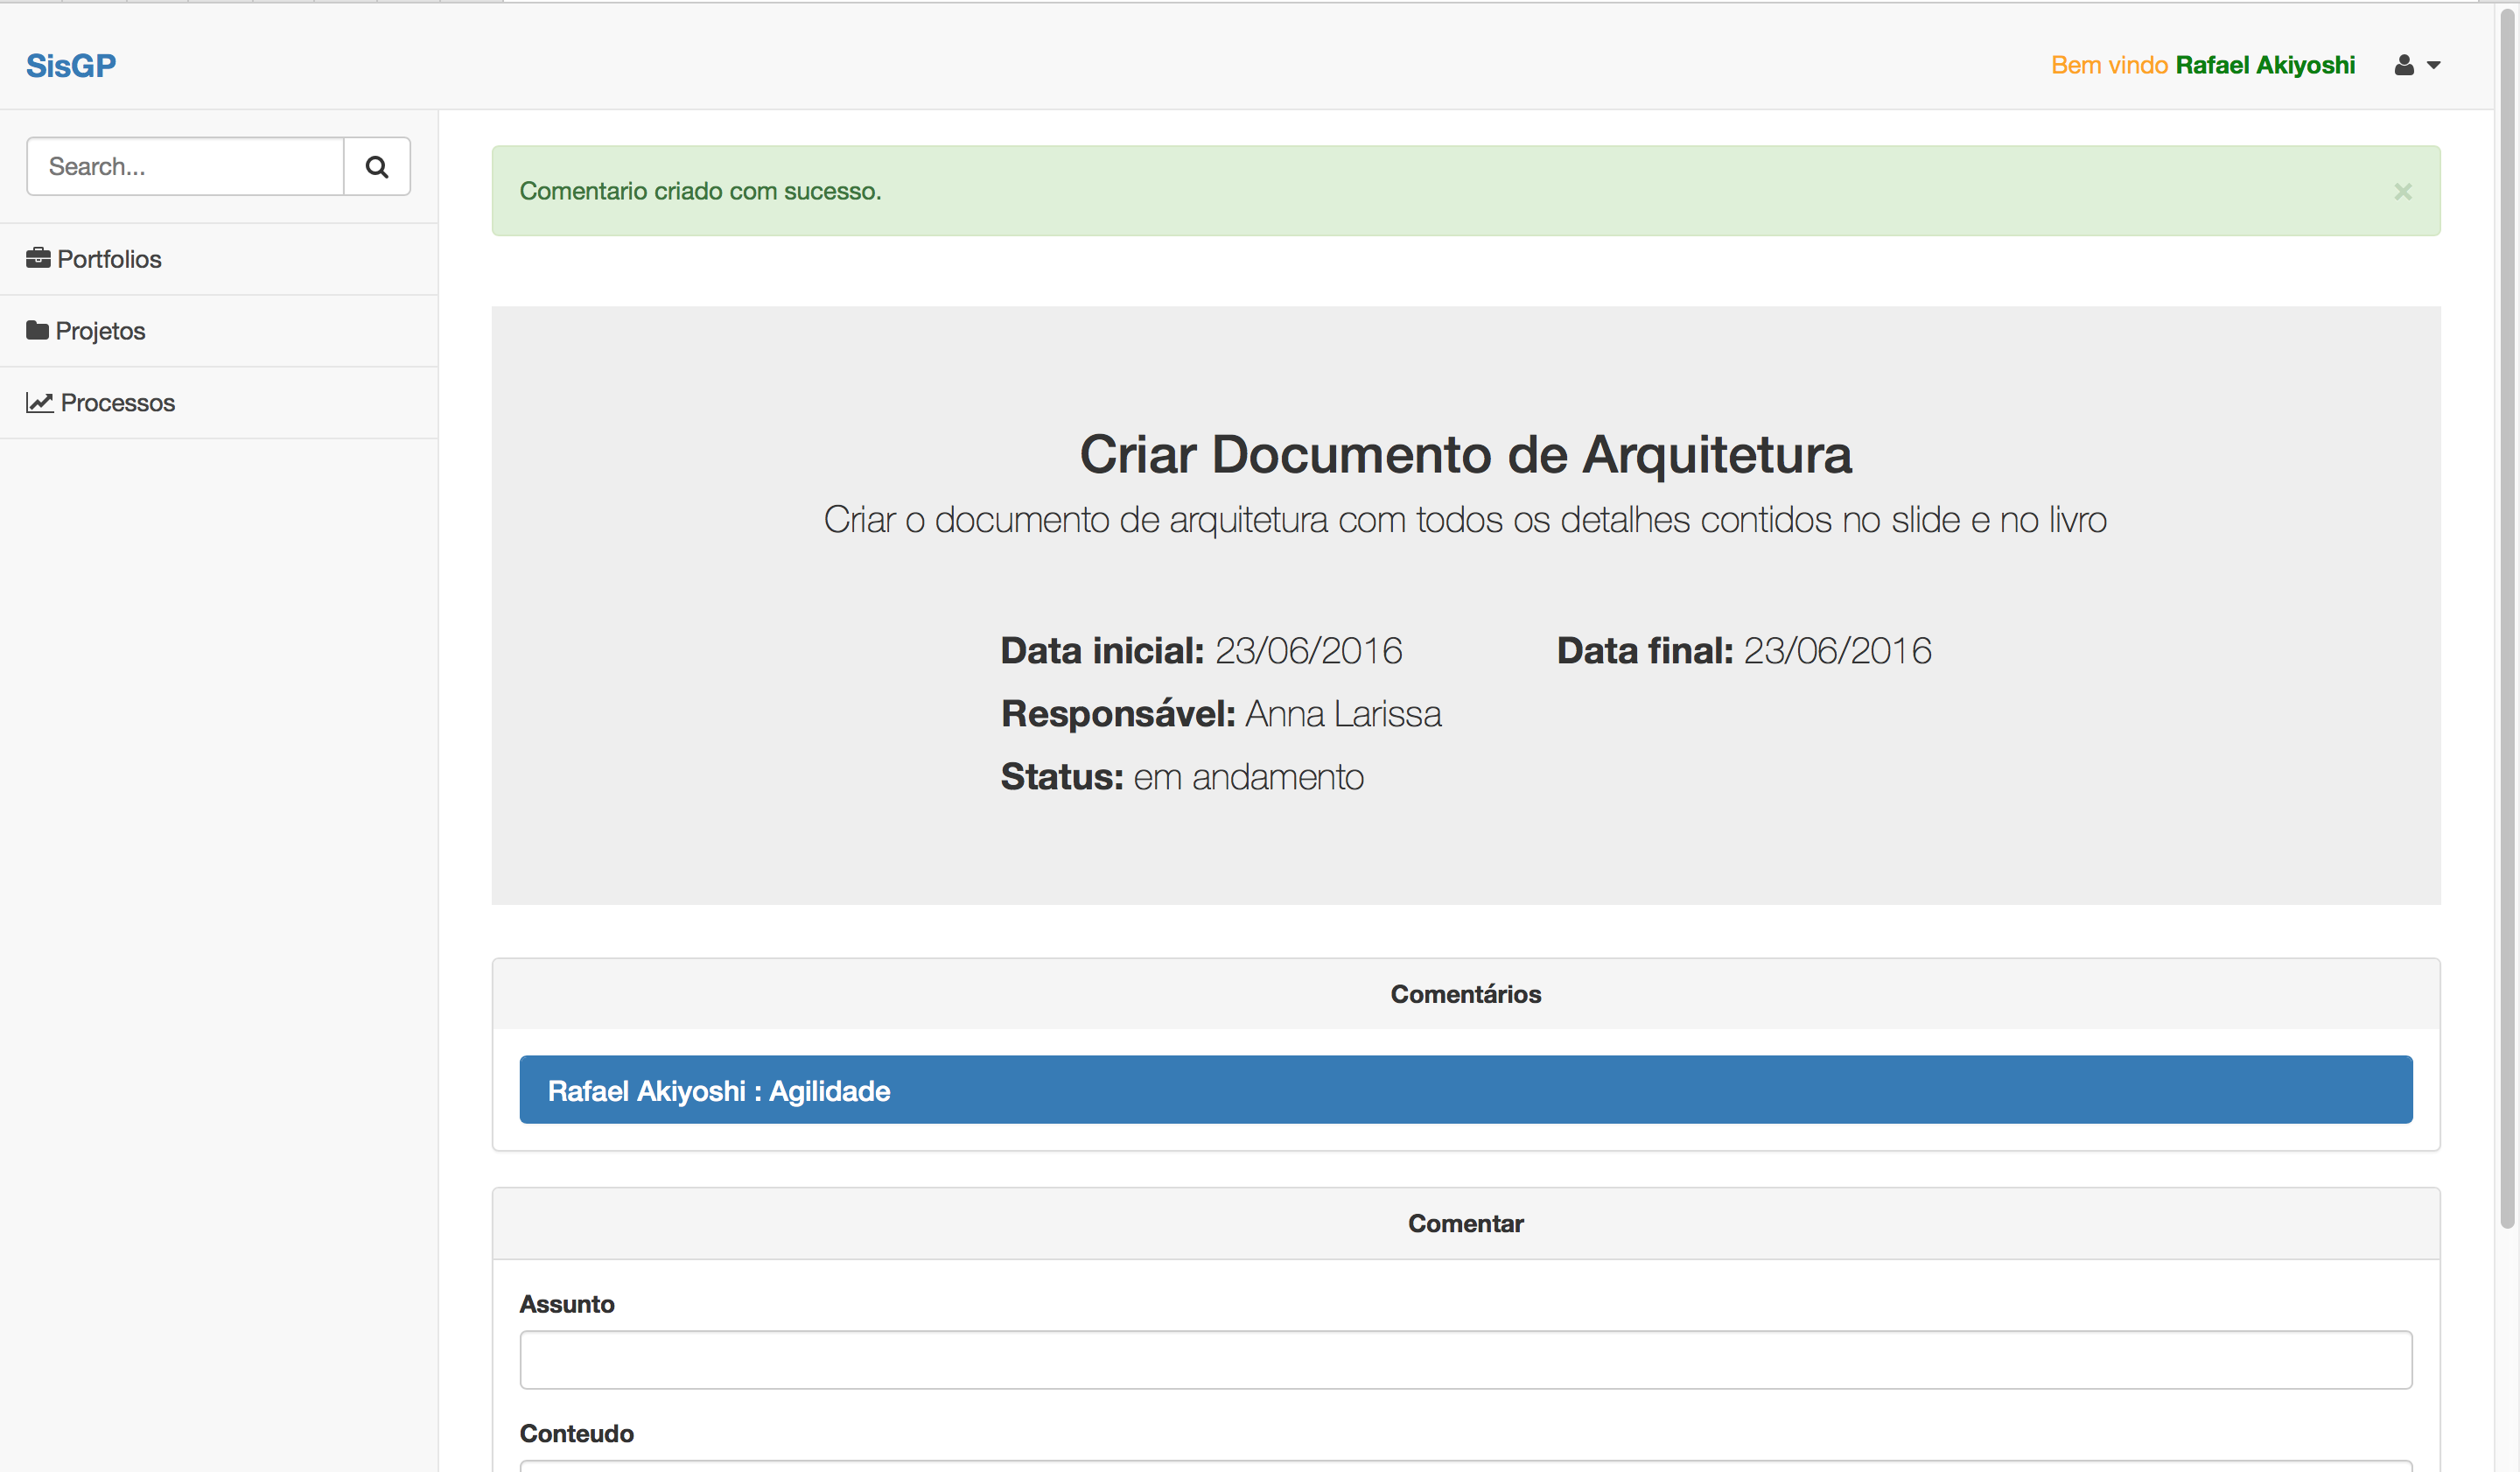 SisGP
Bem vindo Rafael Akiyoshi
Search...
Portfolios
Projetos
Processos
Comentario criado com sucesso.
×
Criar Documento de Arquitetura
Criar o documento de arquitetura com todos os detalhes contidos no slide e no livro
Data inicial: 23/06/2016
Data final: 23/06/2016
Responsável: Anna Larissa
Status: em andamento
Comentários
Rafael Akiyoshi : Agilidade
Comentar
Assunto
Conteudo